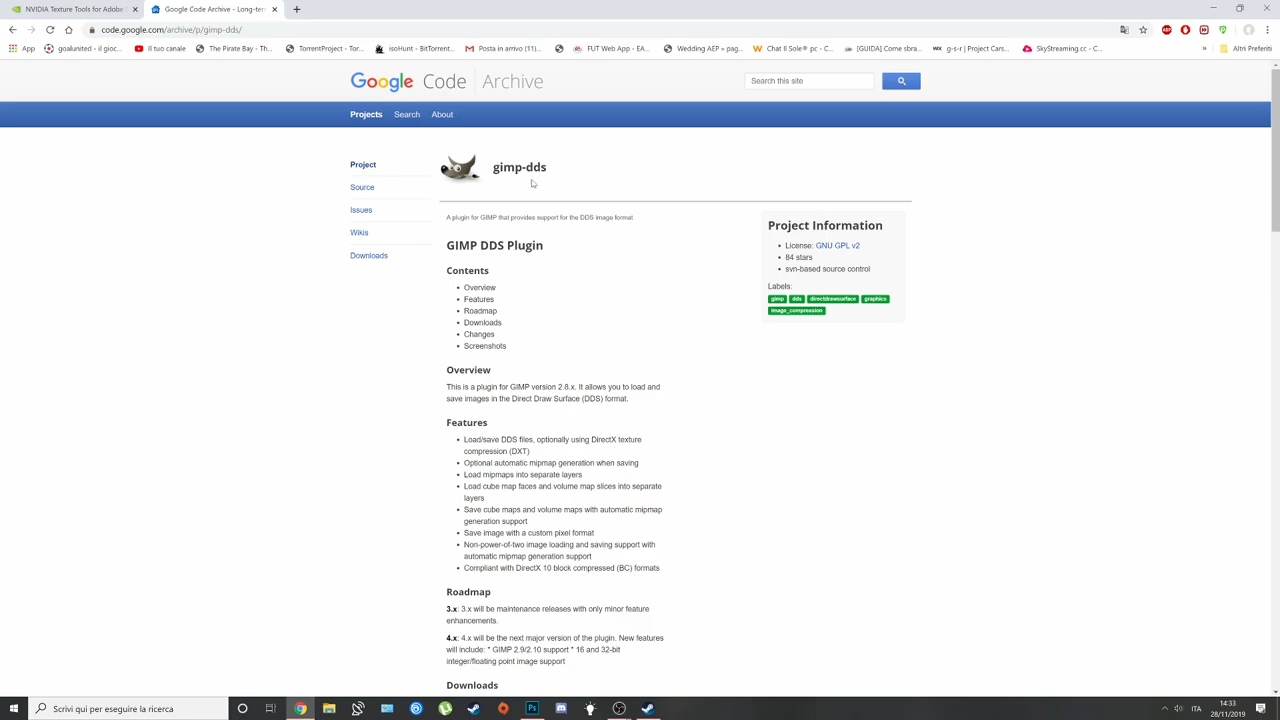 NVIDIA Texture Tools for Adobe
Google Code Archive - Long-ter
code.google.com/archive/p/gimp-dds/
App
goalunited - il gioc...
Il tuo canale
The Pirate Bay - Th...
TorrentProject - Tor...
isoHunt - BitTorrent...
Posta in arrivo (11)...
FUT Web App - EA...
Wedding AEP » pag...
Chat Il Sole® pc - C...
[GUIDA] Come sbra...
g-s-r | Project Cars...
SkyStreaming.cc - C...
»
Altri Preferiti
Google Code Archive
Search this site
Projects
Search
About
Project
Source
Issues
Wikis
Downloads
gimp-dds
A plugin for GIMP that provides support for the DDS image format
GIMP DDS Plugin
Contents
• Overview
• Features
• Roadmap
• Downloads
• Changes
• Screenshots
Overview
This is a plugin for GIMP version 2.8.x. It allows you to load and
save images in the Direct Draw Surface (DDS) format.
Features
• Load/save DDS files, optionally using DirectX texture
compression (DXT)
• Optional automatic mipmap generation when saving
• Load mipmaps into separate layers
• Load cube map faces and volume map slices into separate
layers
• Save cube maps and volume maps with automatic mipmap
generation support
• Save image with a custom pixel format
• Non-power-of-two image loading and saving support with
automatic mipmap generation support
• Compliant with DirectX 10 block compressed (BC) formats
Roadmap
3.x: 3.x will be maintenance releases with only minor feature
enhancements.
4.x: 4.x will be the next major version of the plugin. New features
will include: * GIMP 2.9/2.10 support * 16 and 32-bit
integer/floating point image support
Downloads
Project Information
• License: GNU GPL v2
• 84 stars
• svn-based source control
Labels:
gimp dds directdrawsurface graphics
image_compression
Scrivi qui per eseguire la ricerca
Ps
ITA
14:33
28/11/2019